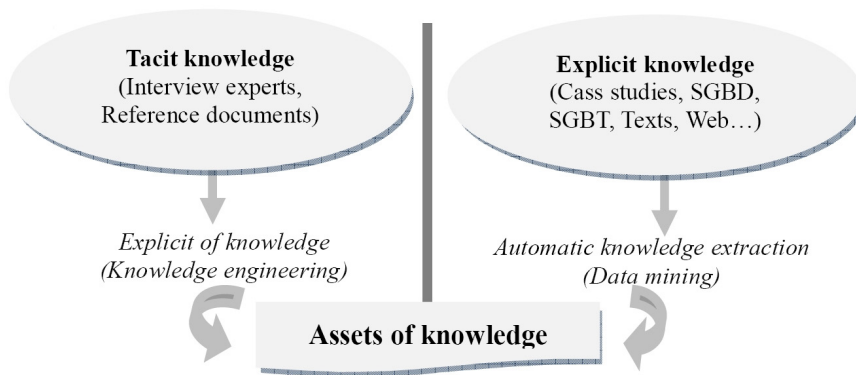 Tacit knowledge
(Interview experts,
Reference documents)
Explicit of knowledge
(Knowledge engineering)
Explicit knowledge
(Cass studies, SGBD,
SGBT, Texts, Web…)
Automatic knowledge extraction
(Data mining)
Assets of knowledge